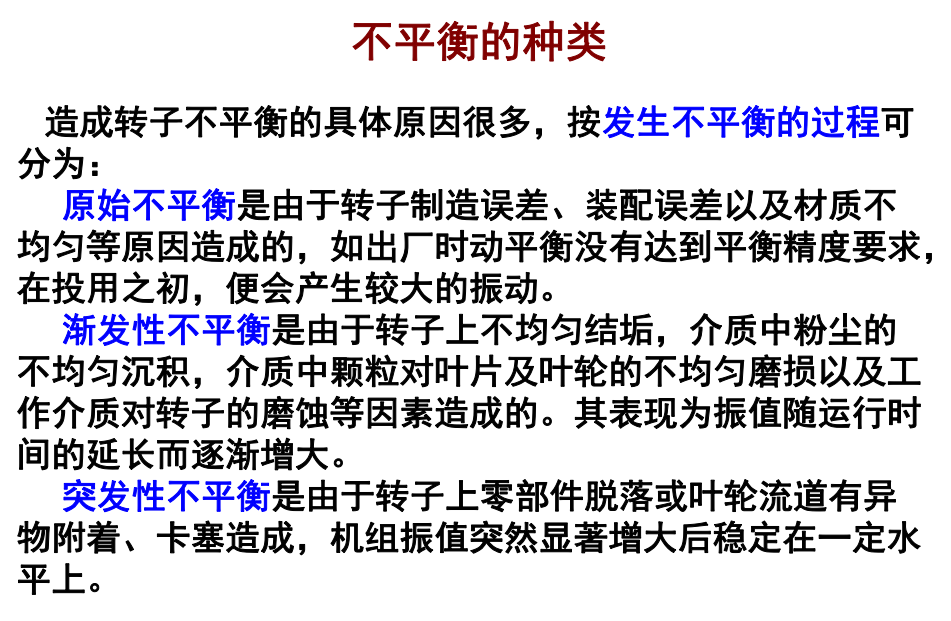 不平衡的种类
造成转子不平衡的具体原因很多，按发生不平衡的过程可
分为：
原始不平衡是由于转子制造误差、装配误差以及材质不
均匀等原因造成的，如出厂时动平衡没有达到平衡精度要求，
在投用之初，便会产生较大的振动。
渐发性不平衡是由于转子上不均匀结垢，介质中粉尘的
不均匀沉积，介质中颗粒对叶片及叶轮的不均匀磨损以及工
作介质对转子的磨蚀等因素造成的。其表现为振值随运行时
间的延长而逐渐增大。
突发性不平衡是由于转子上零部件脱落或叶轮流道有异
物附着、卡塞造成，机组振值突然显著增大后稳定在一定水
平上。